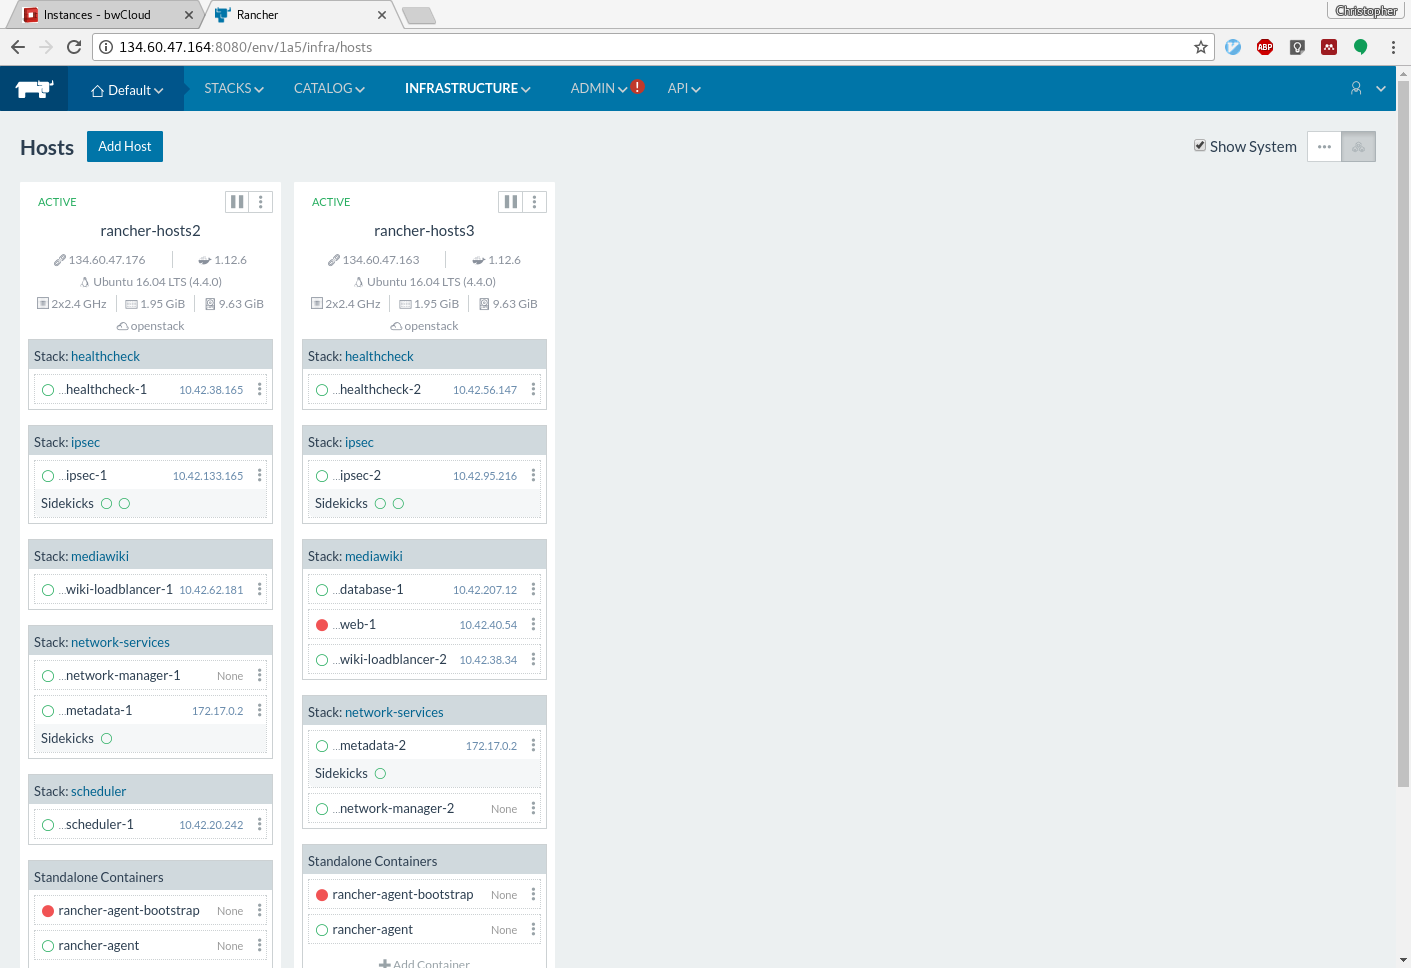 Instances - bwCloud
Rancher
Christopher
134.60.47.164:8080/env/1a5/infra/hosts
ABP
Default
STACKS
CATALOG
INFRASTRUCTURE
ADMIN
!
API
Hosts
Add Host
Show System
ACTIVE
rancher-hosts2
134.60.47.176
1.12.6
Ubuntu 16.04 LTS (4.4.0)
2x2.4 GHz
1.95 GiB
9.63 GiB
openstack
Stack: healthcheck
...healthcheck-1 10.42.38.165
Stack: ipsec
...ipsec-1 10.42.133.165
Sidekicks
Stack: mediawiki
...wiki-loadblancer-1 10.42.62.181
Stack: network-services
...network-manager-1 None
...metadata-1 172.17.0.2
Sidekicks
Stack: scheduler
...scheduler-1 10.42.20.242
Standalone Containers
rancher-agent-bootstrap None
rancher-agent None
ACTIVE
rancher-hosts3
134.60.47.163
1.12.6
Ubuntu 16.04 LTS (4.4.0)
2x2.4 GHz
1.95 GiB
9.63 GiB
openstack
Stack: healthcheck
...healthcheck-2 10.42.56.147
Stack: ipsec
...ipsec-2 10.42.95.216
Sidekicks
Stack: mediawiki
...database-1 10.42.207.12
...web-1 10.42.40.54
...wiki-loadblancer-2 10.42.38.34
Stack: network-services
...metadata-2 172.17.0.2
Sidekicks
...network-manager-2 None
Standalone Containers
rancher-agent-bootstrap None
rancher-agent None
Add Container